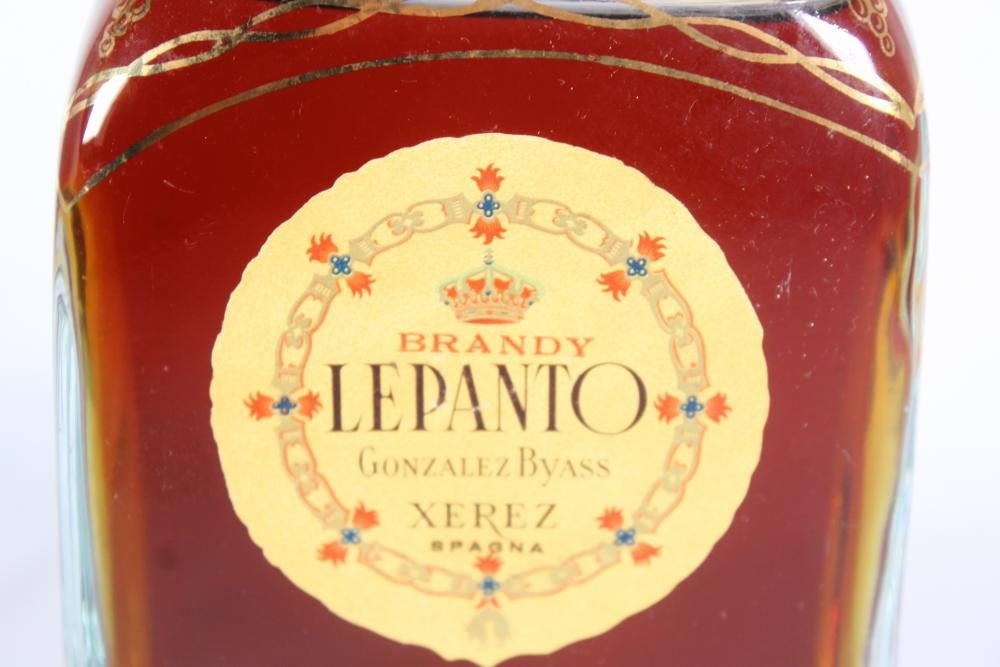 BRANDY
LEPANTO
GONZALEZ BYASS
XEREZ
SPAGNA